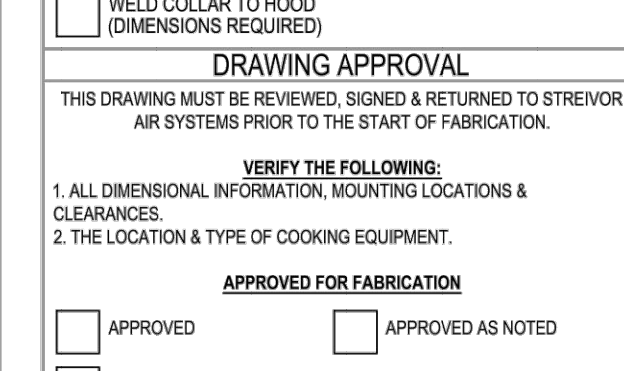 WELD COLLAR TO HOOD
(DIMENSIONS REQUIRED)
DRAWING APPROVAL
THIS DRAWING MUST BE REVIEWED, SIGNED & RETURNED TO STREIVOR
AIR SYSTEMS PRIOR TO THE START OF FABRICATION.
VERIFY THE FOLLOWING:
1. ALL DIMENSIONAL INFORMATION, MOUNTING LOCATIONS &
CLEARANCES.
2. THE LOCATION & TYPE OF COOKING EQUIPMENT.
APPROVED FOR FABRICATION
APPROVED
APPROVED AS NOTED